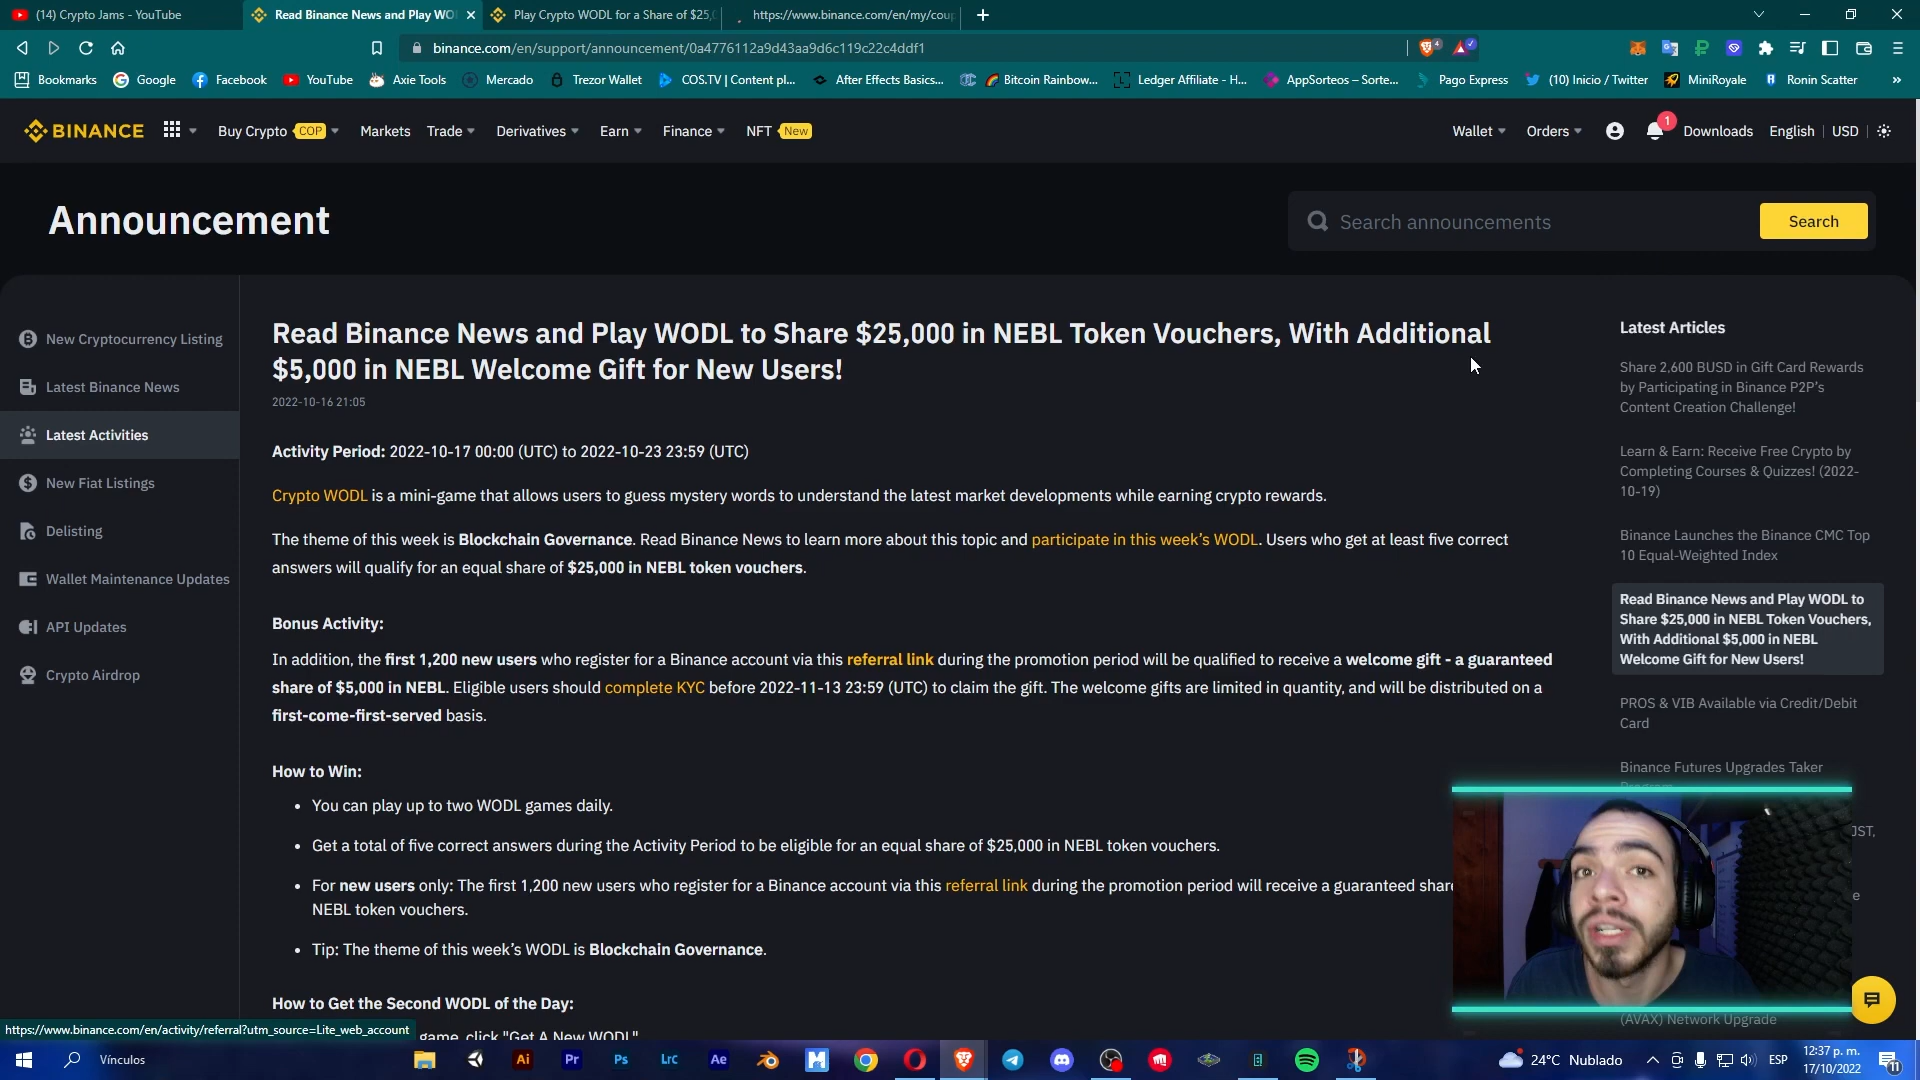 (14) Crypto Jams - YouTube
Read Binance News and Play WO
Play Crypto WODL for a Share of $25,
https://www.binance.com/en/my/coup
binance.com/en/support/announcement/0a4776112a9d43aa9d6c119c22c4ddf1
Bookmarks
Google
Facebook
YouTube
Axie Tools
Mercado
Trezor Wallet
COS.TV | Content pl...
After Effects Basics...
Bitcoin Rainbow...
Ledger Affiliate - H...
AppSorteos – Sorte...
Pago Express
(10) Inicio / Twitter
MiniRoyale
Ronin Scatter
BINANCE
Buy Crypto COP
Markets
Trade
Derivatives
Earn
Finance
NFT New
Wallet
Orders
1
Downloads
English
USD
Announcement
Search announcements
Search
New Cryptocurrency Listing
Latest Binance News
Latest Activities
New Fiat Listings
Delisting
Wallet Maintenance Updates
API Updates
Crypto Airdrop
Read Binance News and Play WODL to Share $25,000 in NEBL Token Vouchers, With Additional
$5,000 in NEBL Welcome Gift for New Users!
2022-10-16 21:05
Activity Period: 2022-10-17 00:00 (UTC) to 2022-10-23 23:59 (UTC)
Crypto WODL is a mini-game that allows users to guess mystery words to understand the latest market developments while earning crypto rewards.
The theme of this week is Blockchain Governance. Read Binance News to learn more about this topic and participate in this week's WODL. Users who get at least five correct
answers will qualify for an equal share of $25,000 in NEBL token vouchers.
Bonus Activity:
In addition, the first 1,200 new users who register for a Binance account via this referral link during the promotion period will be qualified to receive a welcome gift - a guaranteed
share of $5,000 in NEBL. Eligible users should complete KYC before 2022-11-13 23:59 (UTC) to claim the gift. The welcome gifts are limited in quantity, and will be distributed on a
first-come-first-served basis.
How to Win:
• You can play up to two WODL games daily.
• Get a total of five correct answers during the Activity Period to be eligible for an equal share of $25,000 in NEBL token vouchers.
• For new users only: The first 1,200 new users who register for a Binance account via this referral link during the promotion period will receive a guaranteed share
NEBL token vouchers.
• Tip: The theme of this week's WODL is Blockchain Governance.
How to Get the Second WODL of the Day:
game, click "Get A New WODL"
Latest Articles
Share 2,600 BUSD in Gift Card Rewards
by Participating in Binance P2P's
Content Creation Challenge!
Learn & Earn: Receive Free Crypto by
Completing Courses & Quizzes! (2022-
10-19)
Binance Launches the Binance CMC Top
10 Equal-Weighted Index
Read Binance News and Play WODL to
Share $25,000 in NEBL Token Vouchers,
With Additional $5,000 in NEBL
Welcome Gift for New Users!
PROS & VIB Available via Credit/Debit
Card
Binance Futures Upgrades Taker
Program
(AVAX) Network Upgrade
https://www.binance.com/en/activity/referral?utm_source=Lite_web_account
Vínculos
24°C Nublado
ESP
12:37 p. m.
17/10/2022
11